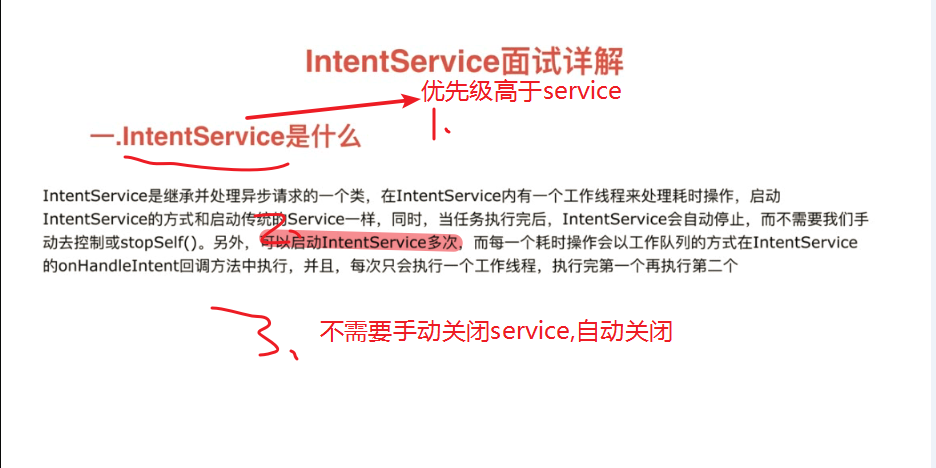 IntentService面试详解
优先级高于service
1、
一.IntentService是什么
IntentService是继承并处理异步请求的一个类，在IntentService内有一个工作线程来处理耗时操作，启动
IntentService的方式和启动传统的Service一样，同时，当任务执行完后，IntentService会自动停止，而不需要我们手
2、
动去控制或stopSelf()。另外，可以启动IntentService多次，而每一个耗时操作会以工作队列的方式在IntentService
的onHandleIntent回调方法中执行，并且，每次只会执行一个工作线程，执行完第一个再执行第二个
3、 不需要手动关闭service,自动关闭